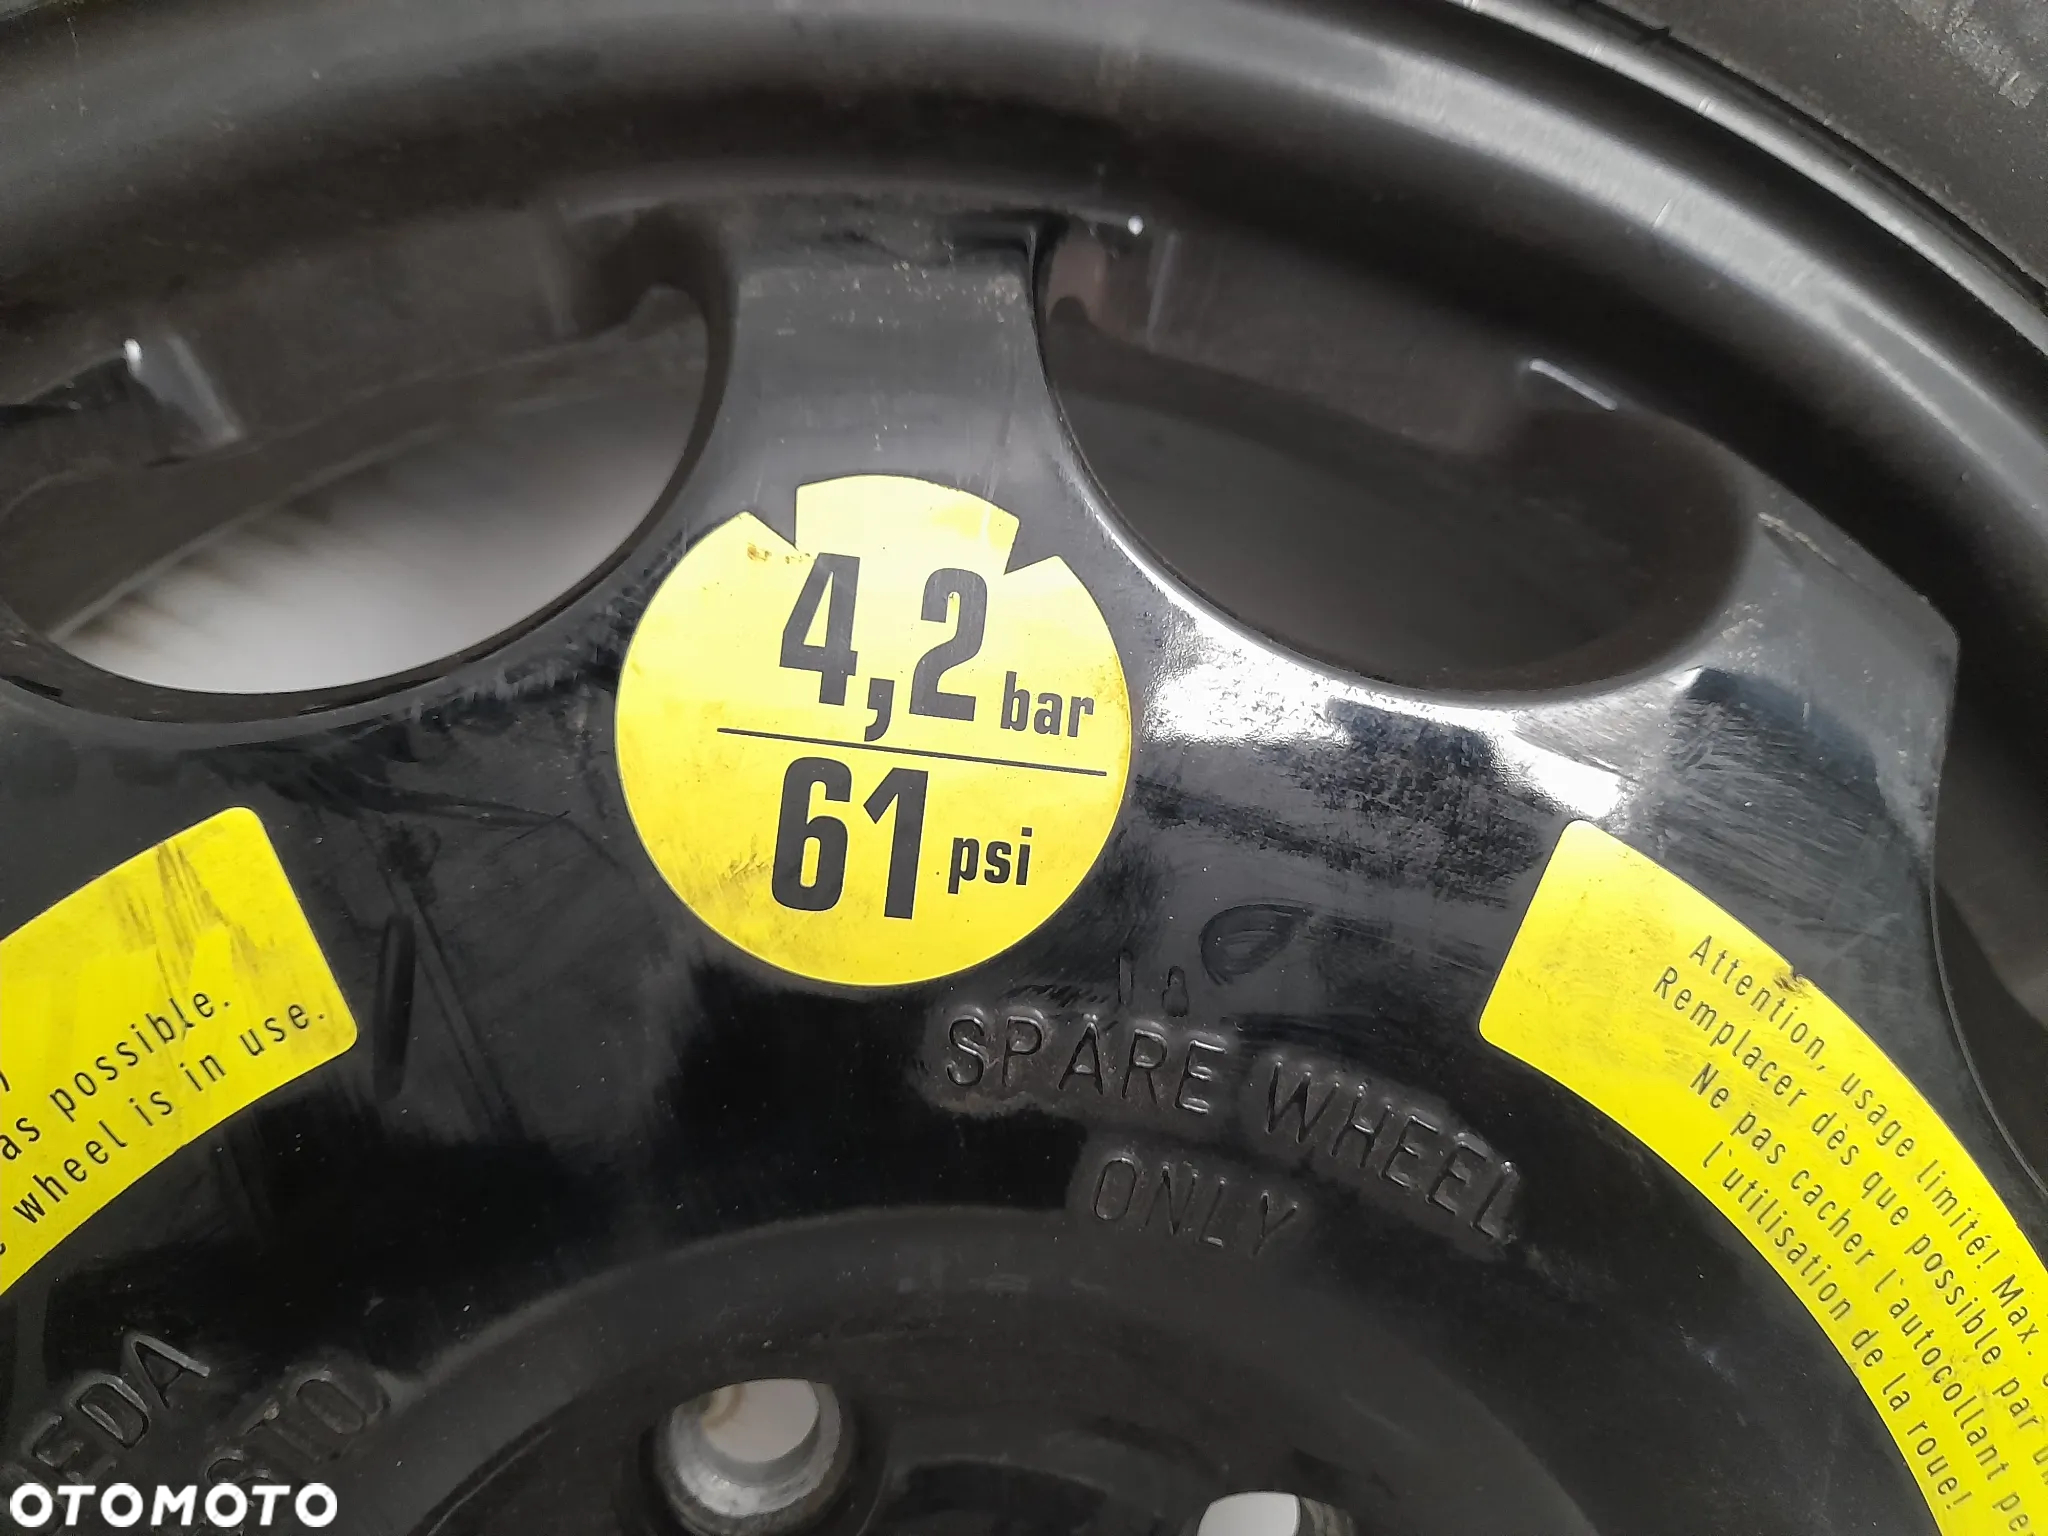 4,2 bar
61 psi
as possible.
wheel is in use.
SPARE WHEEL
ONLY
Attention, usage limité! Max.
Remplacer dès que possible par
Ne pas cacher l'autocollant
l'utilisation de la roue!
OTOMOTO